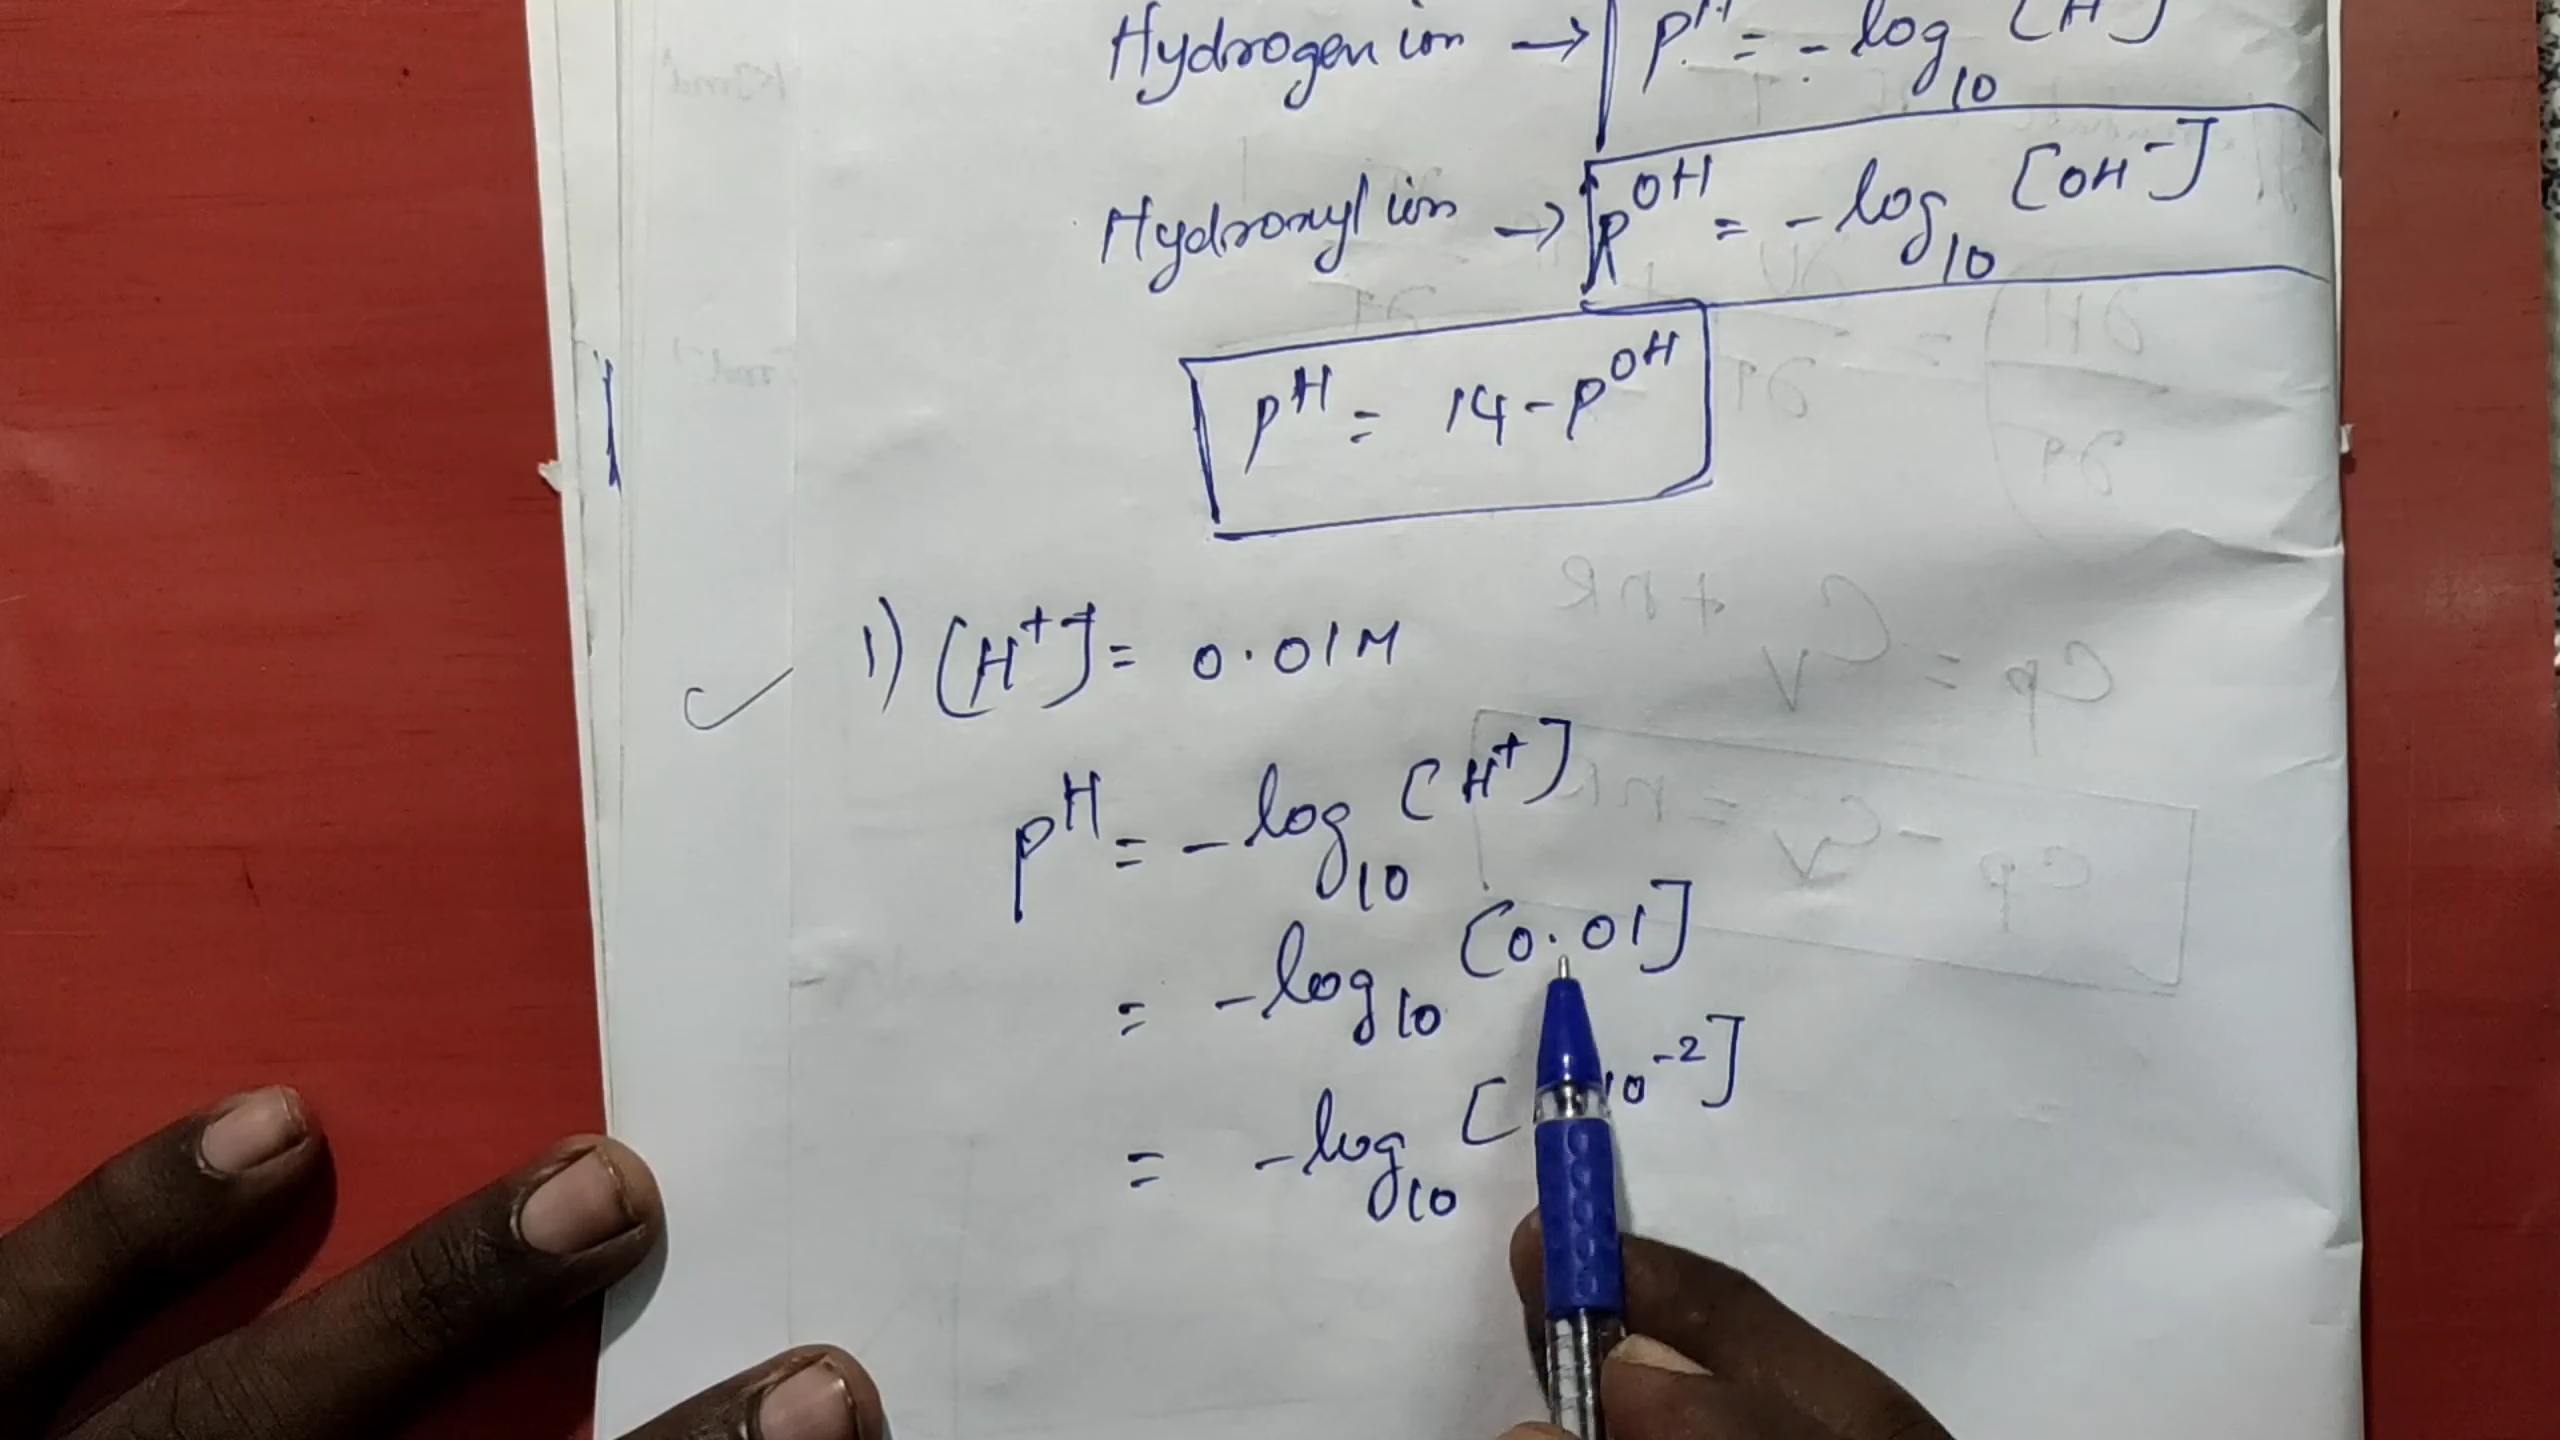 Hydrogen ion → pH = - log10 [H]
Hydroxyl ion → pOH = - log10 [OH⁻]
pH = 14 - pOH
1) [H⁺] = 0.01M
pH = - log10 [H⁺]
= - log10 [0.01]
= - log10 [ 10⁻²]